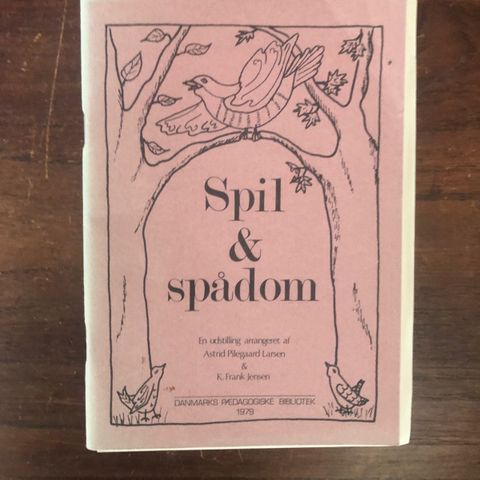 Spil
&
spådom
En udstilling arrangeret af
Astrid Pilegaard Larsen
&
K. Frank Jensen
DANMARKS PÆDAGOGISKE BIBLIOTEK
1979